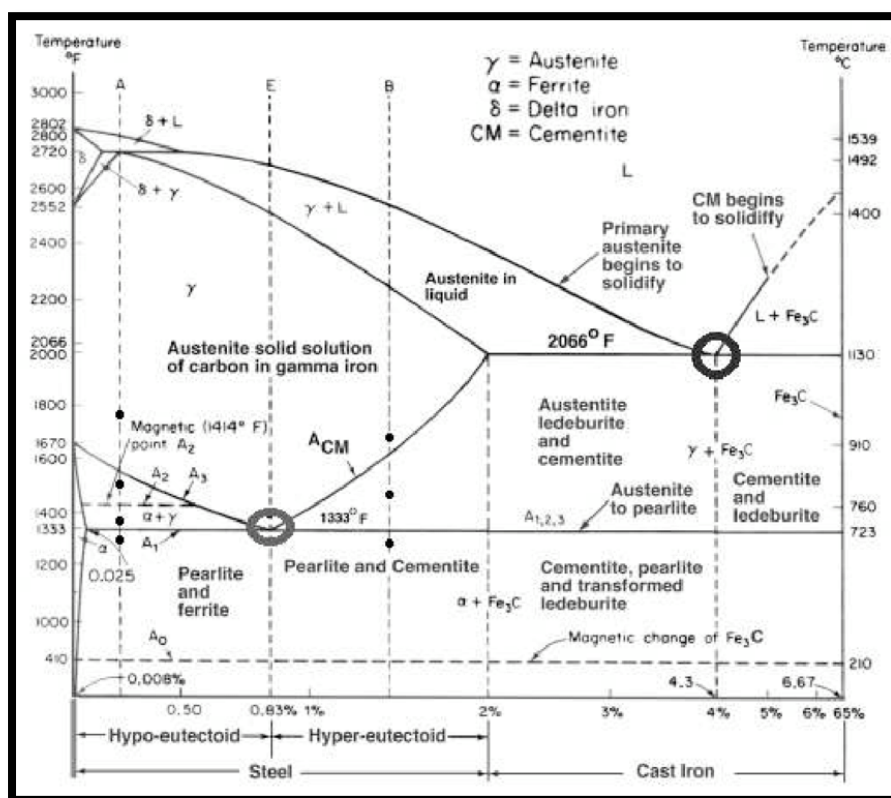 Temperature
°F
Temperature
°C
A
E
B
γ = Austenite
α = Ferrite
δ = Delta iron
CM = Cementite
3000
2802
2800
2720
2600
2552
2400
2200
2066
2000
1800
1670
1600
1400
1333
1200
1000
410
1539
1492
1400
1130
910
760
723
210
δ + L
δ
δ + γ
γ + L
L
γ
CM begins
to solidiffy
Primary
austenite
begins to
solidify
Austenite in
liquid
L + Fe₃C
2066° F
Austenite solid solution
of carbon in gamma iron
Austentite
ledeburite
and
cementite
Fe₃C
γ + Fe₃C
Magnetic (1414° F)
point A₂
A_CM
A₂
A₃
α + γ
1333° F
A₁,₂,₃
Austenite
to pearlite
Cementite and
ledeburite
α
A₁
0.025
Pearlite
and
ferrite
Pearlite and Cementite
Cementite, pearlite
and transformed
ledeburite
α + Fe₃C
A₀
Magnetic change of Fe₃C
0.008%
4.3
6.67
0.50
0.83%
1%
2%
3%
4%
5%
6%
65%
Hypo-eutectoid
Hyper-eutectoid
Steel
Cast Iron